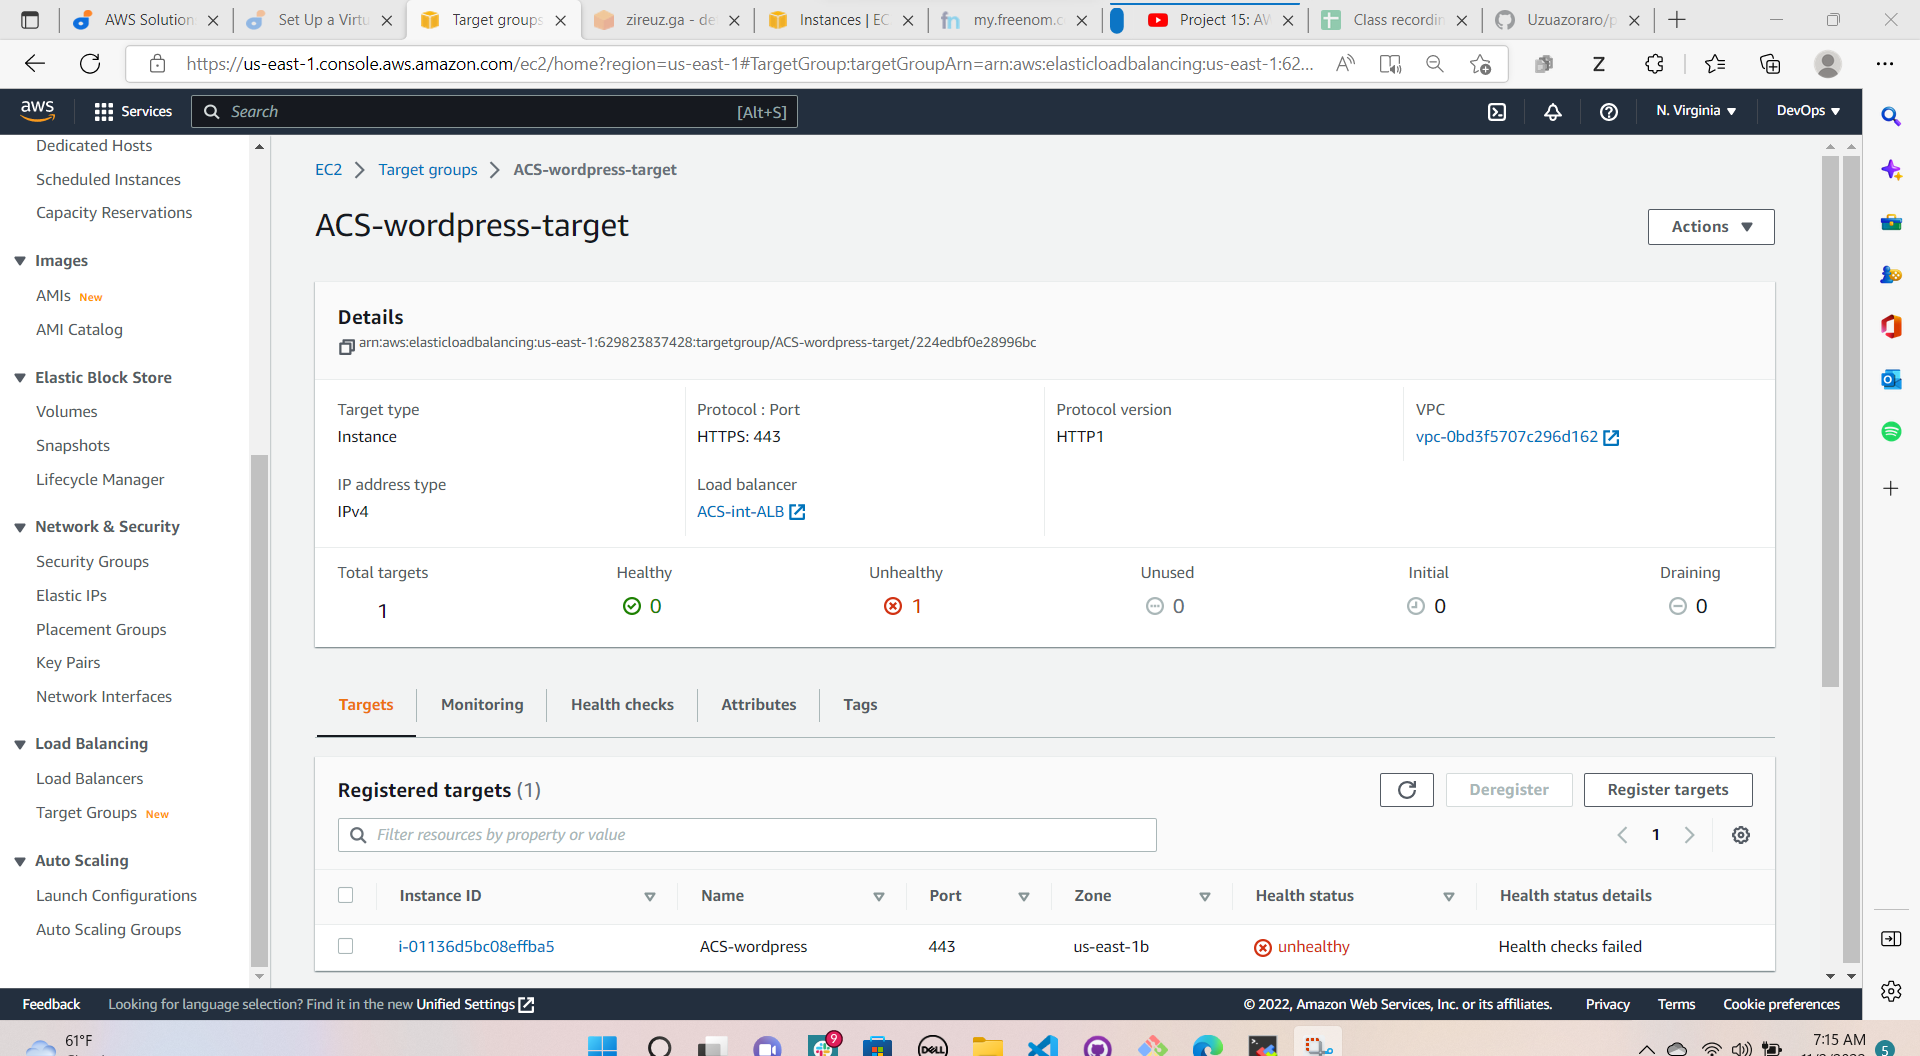 AWS Solution
Set Up a Virtu
Target groups
zireuz.ga - de
Instances | EC
my.freenom.c
Project 15: AW
Class recordin
Uzuazoraro/p
https://us-east-1.console.aws.amazon.com/ec2/home?region=us-east-1#TargetGroup:targetGroupArn=arn:aws:elasticloadbalancing:us-east-1:62...
aws
Services
Search
[Alt+S]
N. Virginia
DevOps
Dedicated Hosts
Scheduled Instances
Capacity Reservations
Images
AMIs New
AMI Catalog
Elastic Block Store
Volumes
Snapshots
Lifecycle Manager
Network & Security
Security Groups
Elastic IPs
Placement Groups
Key Pairs
Network Interfaces
Load Balancing
Load Balancers
Target Groups New
Auto Scaling
Launch Configurations
Auto Scaling Groups
EC2 > Target groups > ACS-wordpress-target
ACS-wordpress-target
Actions
Details
arn:aws:elasticloadbalancing:us-east-1:629823837428:targetgroup/ACS-wordpress-target/224edbf0e28996bc
Target type
Instance
Protocol : Port
HTTPS: 443
Protocol version
HTTP1
VPC
vpc-0bd3f5707c296d162
IP address type
IPv4
Load balancer
ACS-int-ALB
Total targets
1
Healthy
0
Unhealthy
1
Unused
0
Initial
0
Draining
0
Targets
Monitoring
Health checks
Attributes
Tags
Registered targets (1)
Deregister
Register targets
Filter resources by property or value
1
Instance ID
Name
Port
Zone
Health status
Health status details
i-01136d5bc08effba5
ACS-wordpress
443
us-east-1b
unhealthy
Health checks failed
Feedback
Looking for language selection? Find it in the new Unified Settings
© 2022, Amazon Web Services, Inc. or its affiliates.
Privacy
Terms
Cookie preferences
61°F
9
DELL
7:15 AM
5